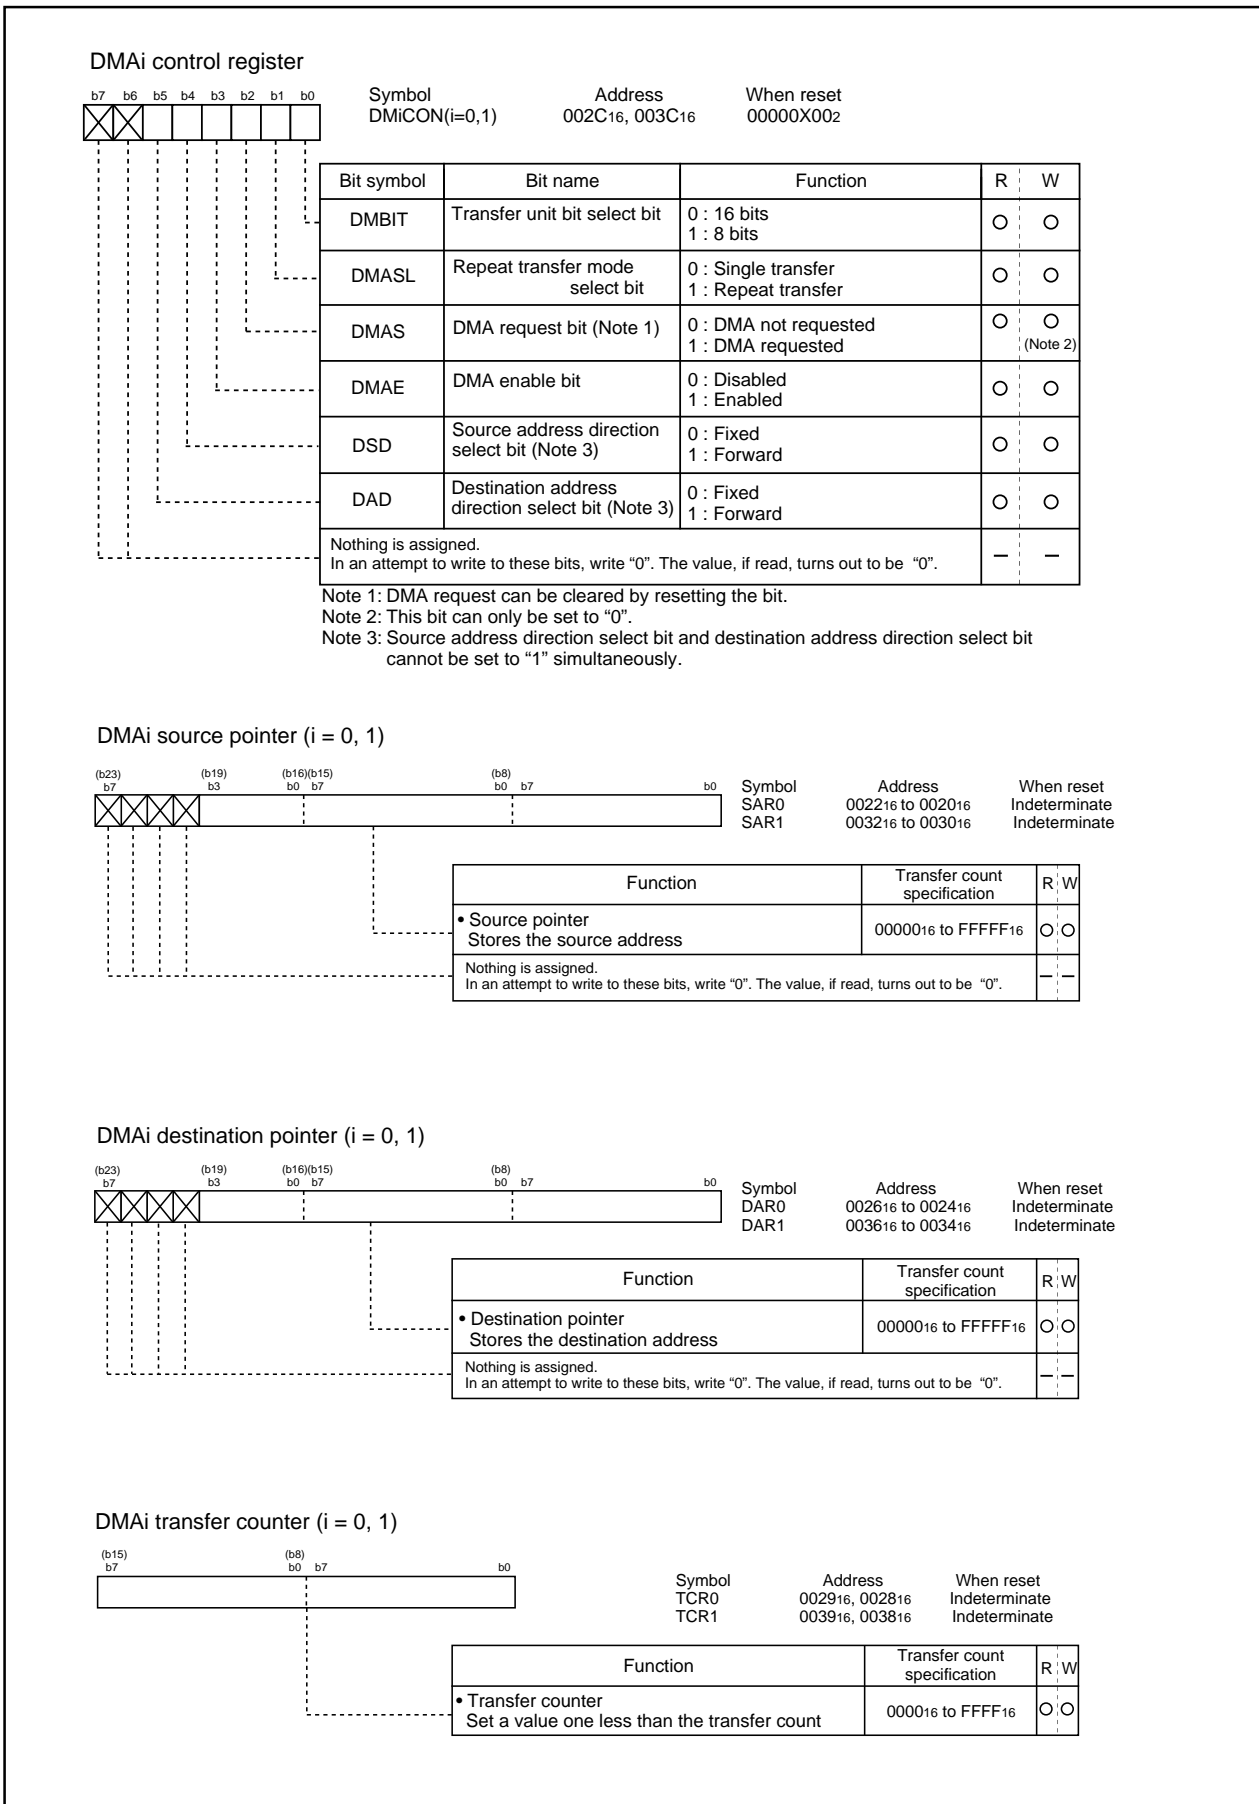 DMAi control register
b7 b6 b5 b4 b3 b2 b1 b0
Symbol Address When reset
DMiCON(i=0,1) 002C16, 003C16 00000X002
Bit symbol Bit name Function R W
DMBIT Transfer unit bit select bit 0 : 16 bits
1 : 8 bits
DMASL Repeat transfer mode
select bit 0 : Single transfer
1 : Repeat transfer
DMAS DMA request bit (Note 1) 0 : DMA not requested
1 : DMA requested
(Note 2)
DMAE DMA enable bit 0 : Disabled
1 : Enabled
DSD Source address direction
select bit (Note 3) 0 : Fixed
1 : Forward
DAD Destination address
direction select bit (Note 3) 0 : Fixed
1 : Forward
Nothing is assigned.
In an attempt to write to these bits, write “0”. The value, if read, turns out to be “0”.
Note 1: DMA request can be cleared by resetting the bit.
Note 2: This bit can only be set to “0”.
Note 3: Source address direction select bit and destination address direction select bit
cannot be set to “1” simultaneously.
DMAi source pointer (i = 0, 1)
(b23) (b19) (b16)(b15) (b8)
b7 b3 b0 b7 b0 b7 b0
Symbol Address When reset
SAR0 002216 to 002016 Indeterminate
SAR1 003216 to 003016 Indeterminate
Function Transfer count
specification R W
• Source pointer
Stores the source address 0000016 to FFFFF16
Nothing is assigned.
In an attempt to write to these bits, write “0”. The value, if read, turns out to be “0”.
DMAi destination pointer (i = 0, 1)
(b23) (b19) (b16)(b15) (b8)
b7 b3 b0 b7 b0 b7 b0
Symbol Address When reset
DAR0 002616 to 002416 Indeterminate
DAR1 003616 to 003416 Indeterminate
Function Transfer count
specification R W
• Destination pointer
Stores the destination address 0000016 to FFFFF16
Nothing is assigned.
In an attempt to write to these bits, write “0”. The value, if read, turns out to be “0”.
DMAi transfer counter (i = 0, 1)
(b15) (b8)
b7 b0 b7 b0
Symbol Address When reset
TCR0 002916, 002816 Indeterminate
TCR1 003916, 003816 Indeterminate
Function Transfer count
specification R W
• Transfer counter
Set a value one less than the transfer count 000016 to FFFF16